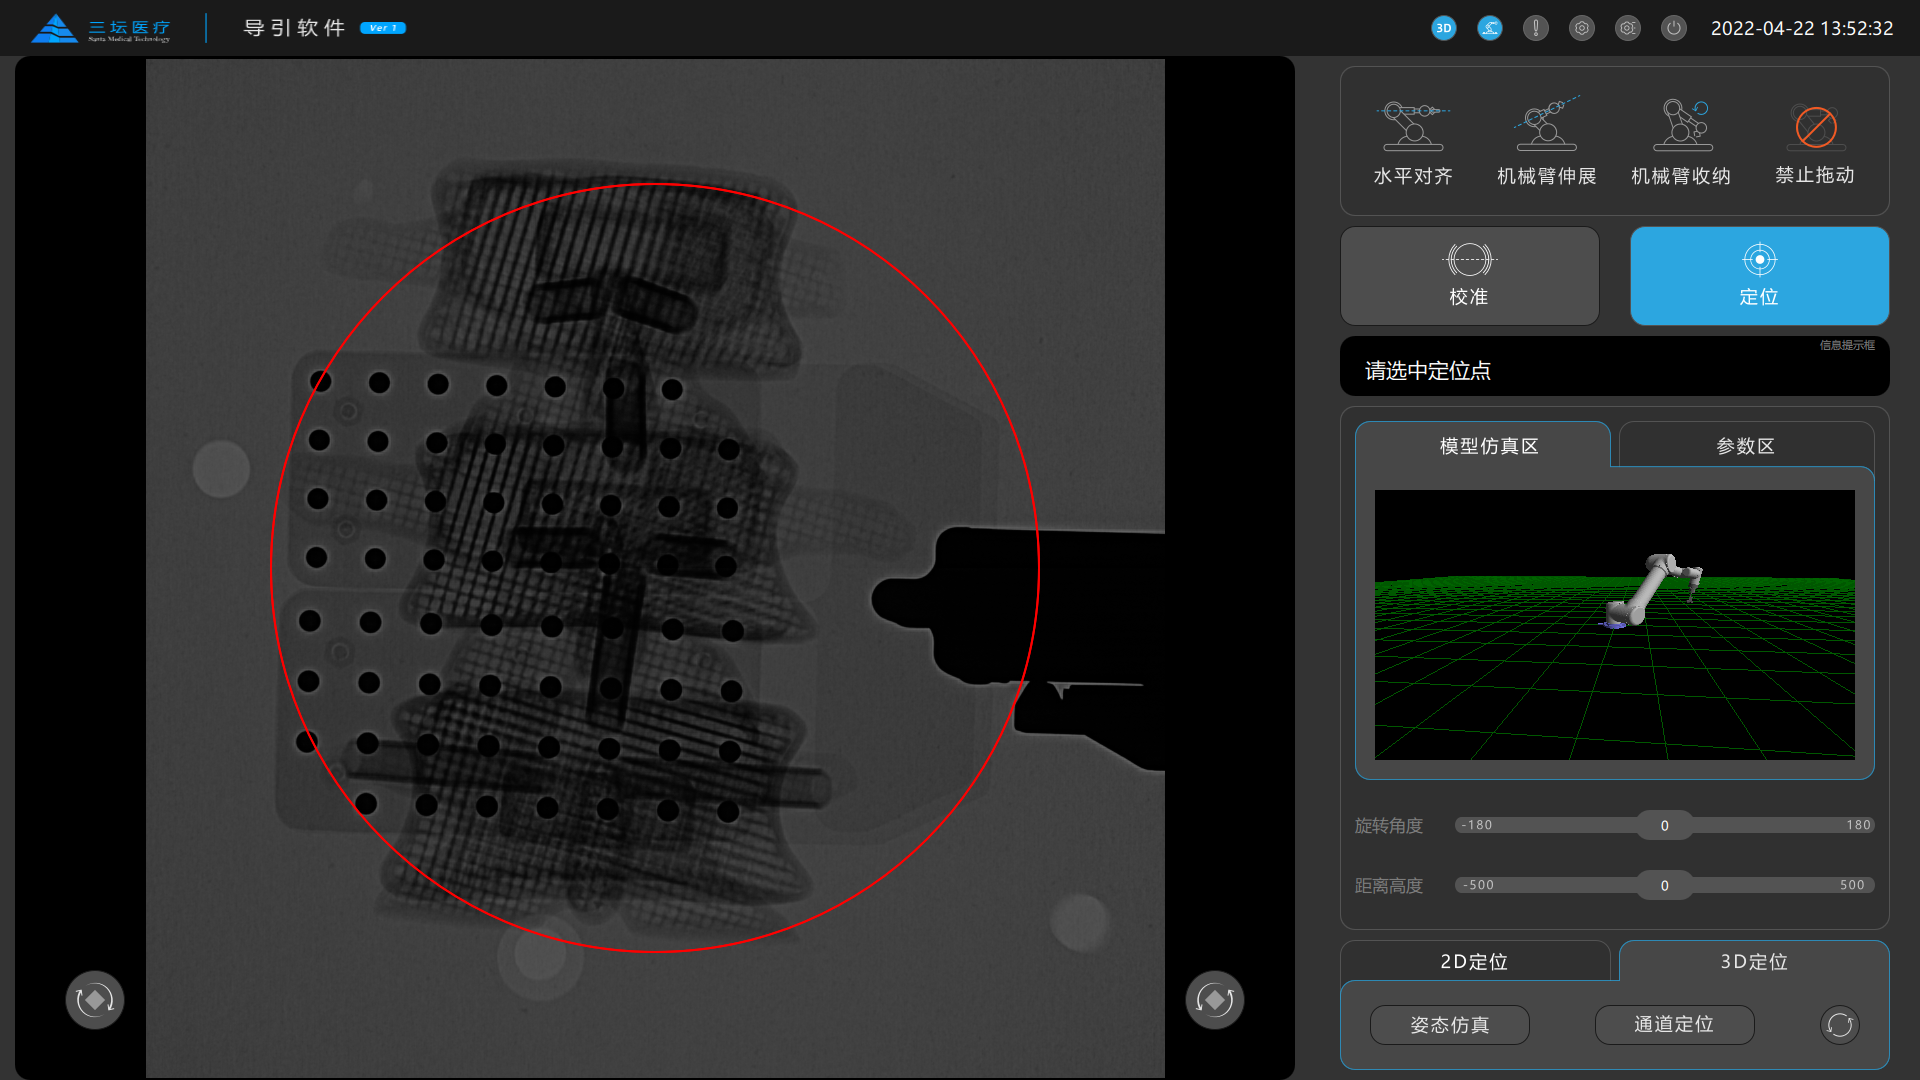 三坛医疗
Santa Medical Technology
导引软件
Ver 1
3D
2022-04-22 13:52:32
水平对齐
机械臂伸展
机械臂收纳
禁止拖动
校准
定位
信息提示框
请选中定位点
模型仿真区
参数区
旋转角度
-180
0
180
距离高度
-500
0
500
2D定位
3D定位
姿态仿真
通道定位